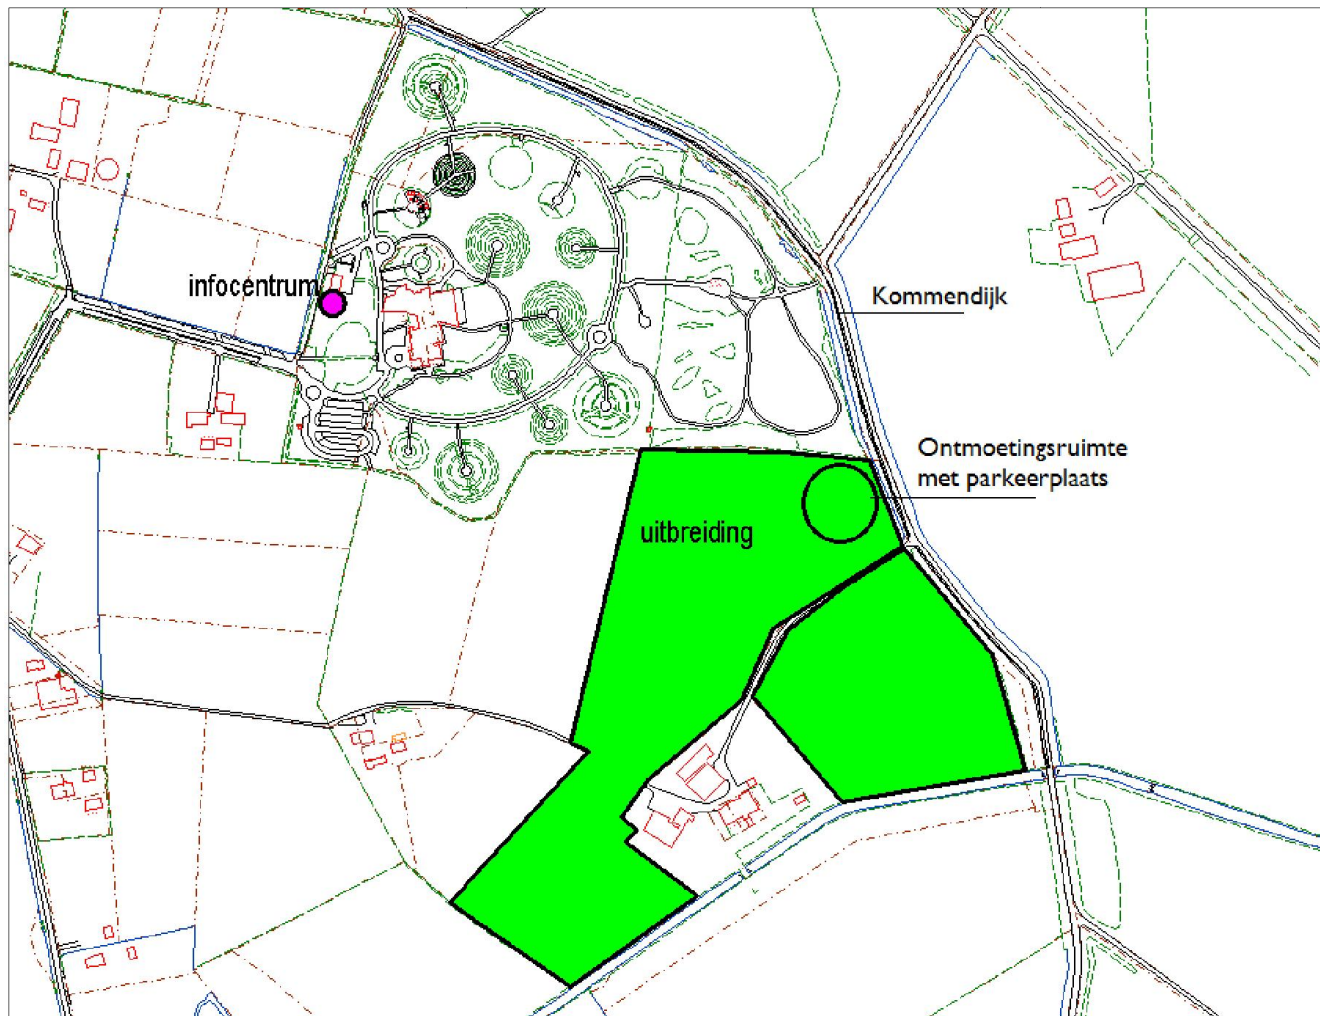 infocentrum
Kommendijk
Ontmoetingsruimte
met parkeerplaats
uitbreiding